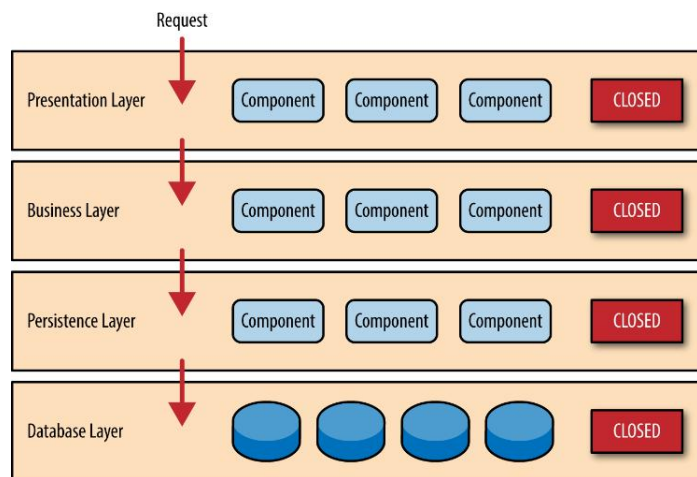 Request
Presentation Layer Component Component Component CLOSED
Business Layer Component Component Component CLOSED
Persistence Layer Component Component Component CLOSED
Database Layer CLOSED